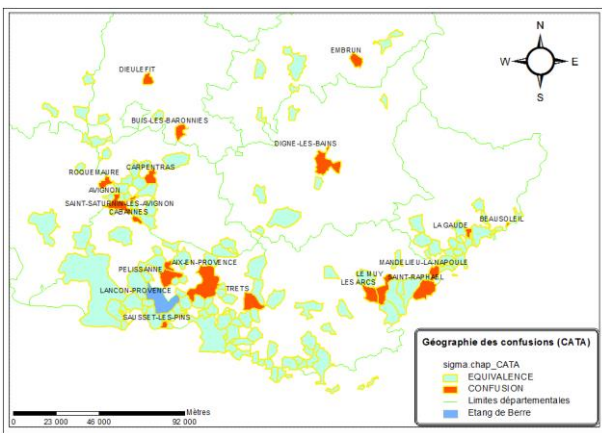 N
EMBRUN
DIEULEFIT
W
E
S
BUIS-LES-BARONNIES
DIGNE-LES-BAINS
CARPENTRAS
ROQUEMAIRE
AVIGNON
SAINT-SATURNIN-LES-AVIGNON
CABANNES
BEAUSOLEIL
LA GAUDE
AIX-EN-PROVENCE
MANDELIEU-LA-NAPOULE
PELISSANNE
LE MUY
SAINT-RAPHAEL
LES ARCS
LANCON-PROVENCE
TRETS
SAUSSET-LES-PINS
Géographie des confusions (CATA)
sigma.chap_CATA
EQUIVALENCE
CONFUSION
Limites départementales
Etang de Berre
Mètres
0 23 000 46 000 92 000